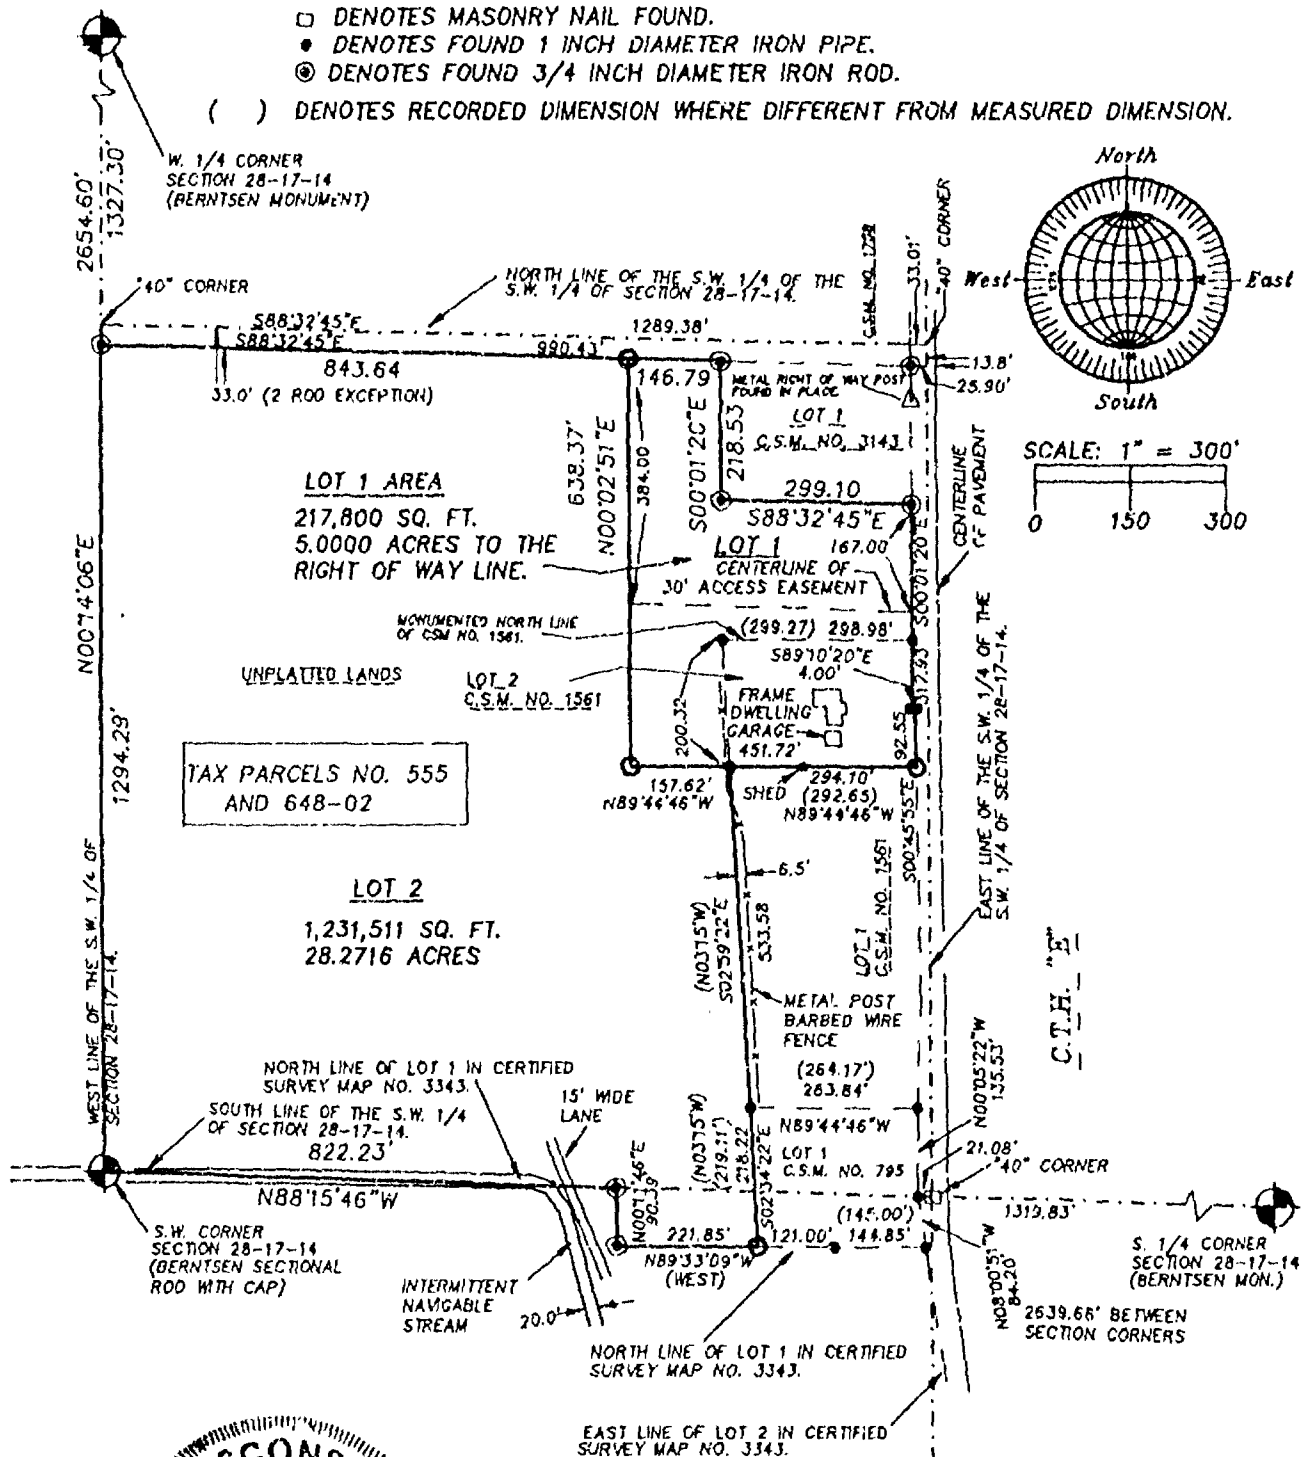 □ DENOTES MASONRY NAIL FOUND.
● DENOTES FOUND 1 INCH DIAMETER IRON PIPE.
◎ DENOTES FOUND 3/4 INCH DIAMETER IRON ROD.
( ) DENOTES RECORDED DIMENSION WHERE DIFFERENT FROM MEASURED DIMENSION.
W. 1/4 CORNER
SECTION 28-17-14
(BERNTSEN MONUMENT)
2654.60'
1327.30'
North
West
East
South
"40" CORNER
NORTH LINE OF THE S.W. 1/4 OF THE
S.W. 1/4 OF SECTION 28-17-14.
33.01'
"40" CORNER
S88°32'45"E
S88°32'45"E
1289.38'
990.43'
843.64
146.79
33.0' (2 ROD EXCEPTION)
METAL RIGHT OF WAY POST
FOUND IN PLACE
13.8'
25.90'
LOT 1
C.S.M. NO. 3143
SCALE: 1" = 300'
0 150 300
CENTERLINE
OF PAVEMENT
LOT 1 AREA
217,800 SQ. FT.
5.0000 ACRES TO THE
RIGHT OF WAY LINE.
638.37'
N00°02'51"E
384.00
S00°01'20"E
218.53
299.10
S88°32'45"E
LOT 1
167.00
S00°01'20"E
317.93
CENTERLINE OF
30' ACCESS EASEMENT
MONUMENTED NORTH LINE
OF CSM NO. 1561.
(299.27) 298.98'
S89°10'20"E
4.00'
N00°14'06"E
1294.29'
UNPLATTED LANDS
LOT 2
C.S.M. NO. 1561
FRAME
DWELLING
GARAGE
451.72'
200.32
92.55
TAX PARCELS NO. 555
AND 648-02
157.62'
N89°44'46"W
SHED
294.10'
(292.65)
N89°44'46"W
S00°45'55"E
EAST LINE OF THE S.W. 1/4 OF THE
S.W. 1/4 OF SECTION 28-17-14.
LOT 2
1,231,511 SQ. FT.
28.2716 ACRES
6.5'
(N03°15'W)
S02°59'22"E
533.58
LOT 1
C.S.M. NO. 1561
WEST LINE OF THE S.W. 1/4 OF
SECTION 28-17-14.
METAL POST
BARBED WIRE
FENCE
C.T.H. "E"
(264.17')
283.84'
N89°44'46"W
N00°05'22"W
135.53'
NORTH LINE OF LOT 1 IN CERTIFIED
SURVEY MAP NO. 3343.
SOUTH LINE OF THE S.W. 1/4
OF SECTION 28-17-14.
15' WIDE
LANE
822.23'
N88°15'46"W
90.39
(N03°15'W)
(219.11')
218.22
S02°34'22"E
LOT 1
C.S.M. NO. 795
21.08'
"40" CORNER
1319.83'
(145.00')
221.85'
121.00'
144.85'
N89°33'09"W
(WEST)
84.20'
S.W. CORNER
SECTION 28-17-14
(BERNTSEN SECTIONAL
ROD WITH CAP)
INTERMITTENT
NAVIGABLE
STREAM
20.0'
S. 1/4 CORNER
SECTION 28-17-14
(BERNTSEN MON.)
2639.66' BETWEEN
SECTION CORNERS
NORTH LINE OF LOT 1 IN CERTIFIED
SURVEY MAP NO. 3343.
EAST LINE OF LOT 2 IN CERTIFIED
SURVEY MAP NO. 3343.